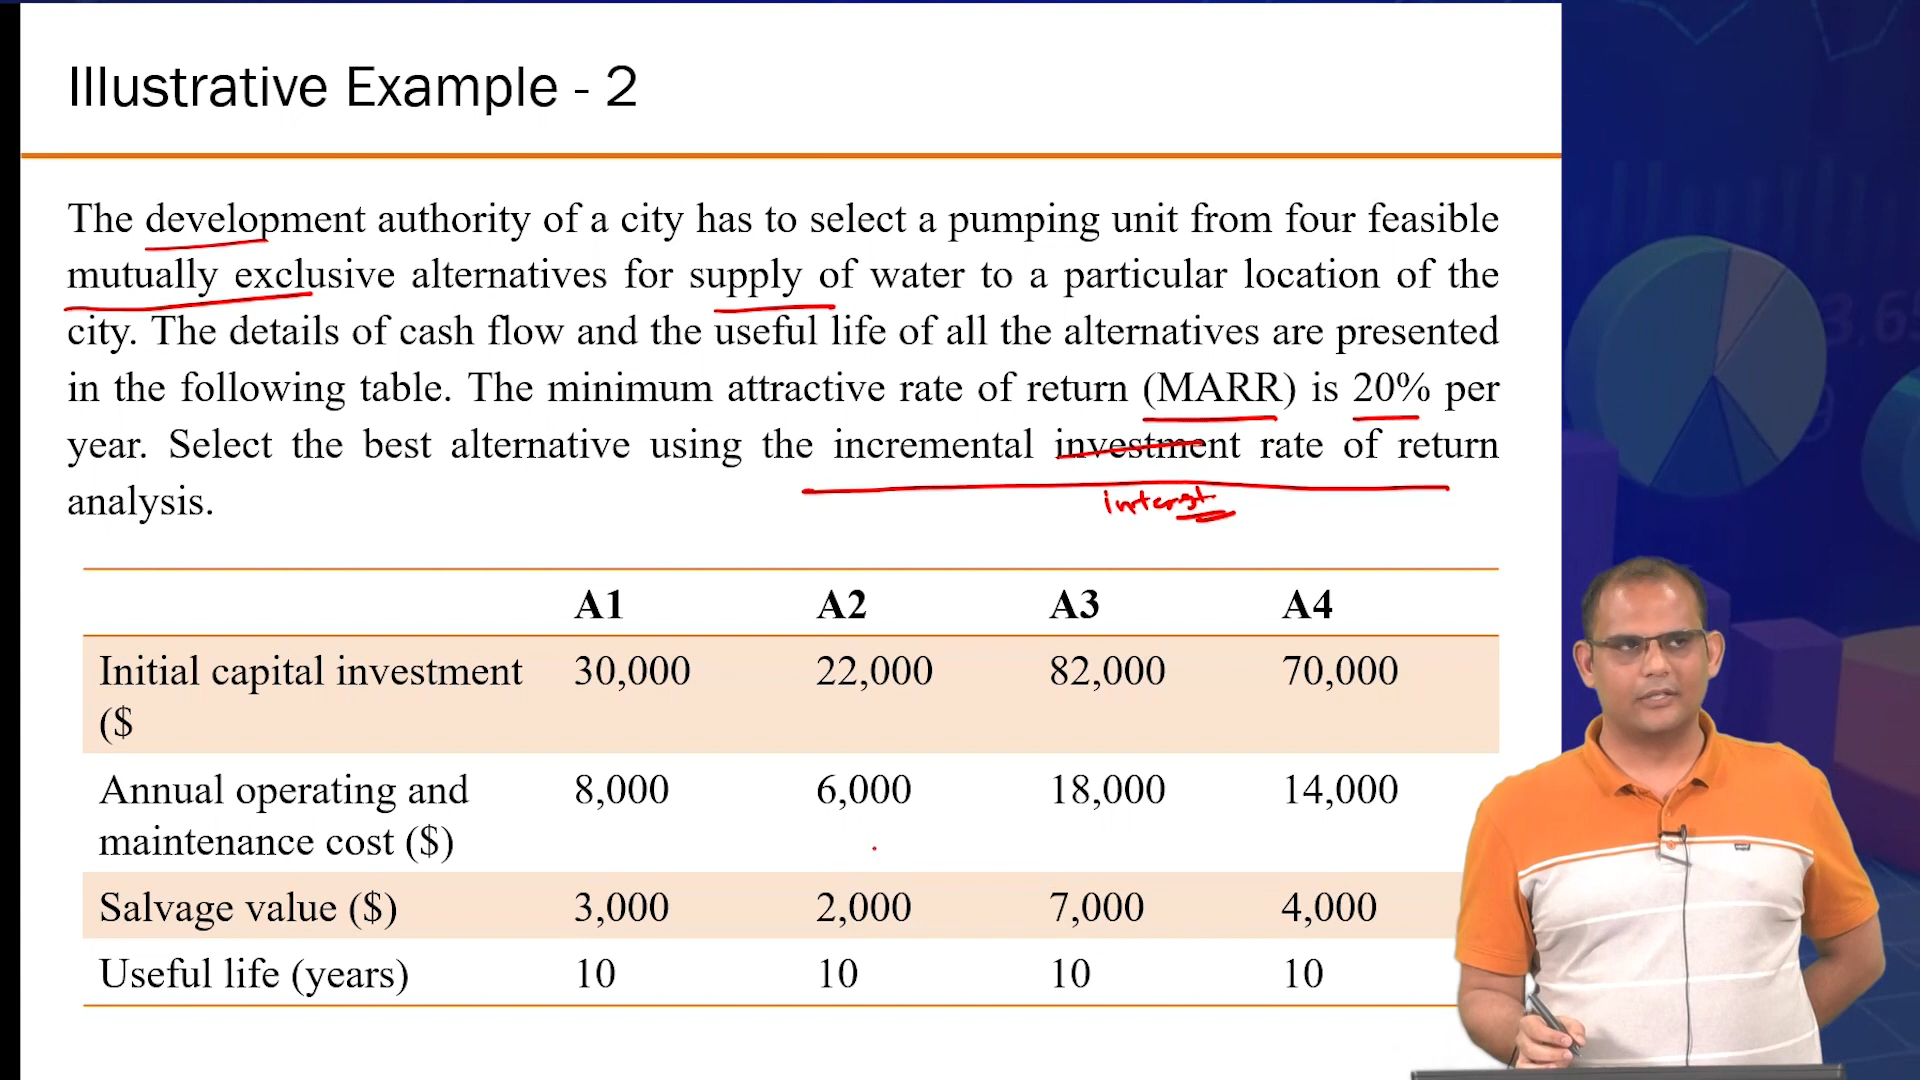 Illustrative Example - 2
The development authority of a city has to select a pumping unit from four feasible
mutually exclusive alternatives for supply of water to a particular location of the
city. The details of cash flow and the useful life of all the alternatives are presented
in the following table. The minimum attractive rate of return (MARR) is 20% per
year. Select the best alternative using the incremental investment rate of return
interest
analysis.
A1 A2 A3 A4
Initial capital investment 30,000 22,000 82,000 70,000
($
Annual operating and 8,000 6,000 18,000 14,000
maintenance cost ($)
Salvage value ($) 3,000 2,000 7,000 4,000
Useful life (years) 10 10 10 10